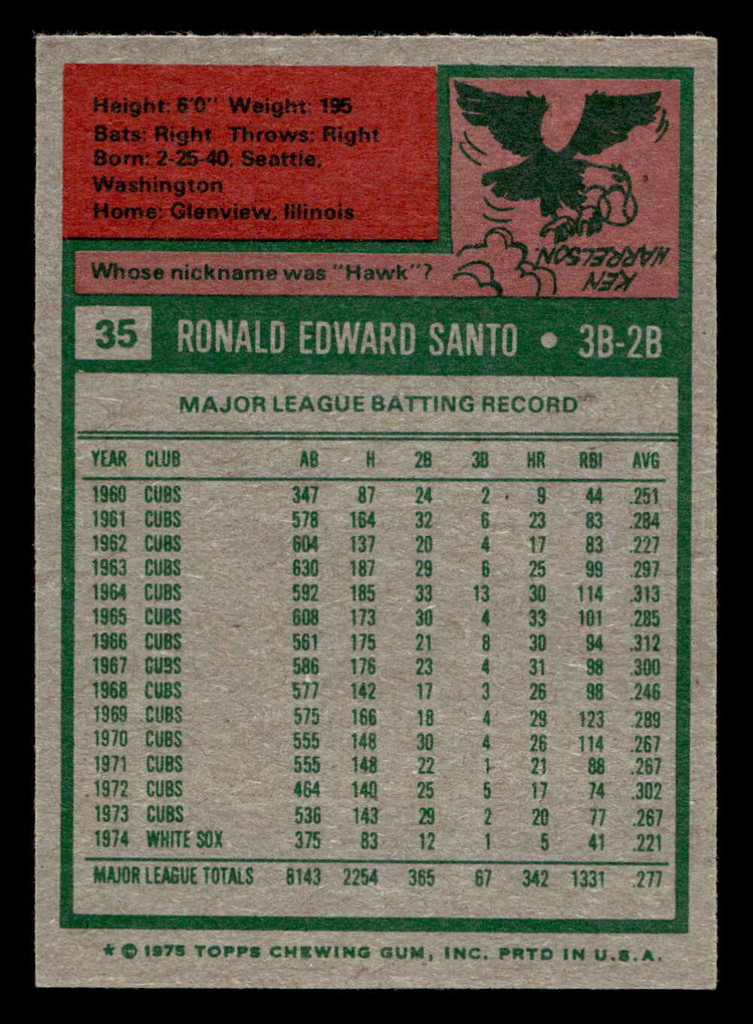 Height: 6'0" Weight: 195
Bats: Right Throws: Right
Born: 2-25-40, Seattle,
Washington
Home: Glenview, Illinois
Whose nickname was "Hawk"?
KEN
HARRELSON
35 RONALD EDWARD SANTO • 3B-2B
MAJOR LEAGUE BATTING RECORD
YEAR CLUB AB H 2B 3B HR RBI AVG
1960 CUBS 347 87 24 2 9 44 .251
1961 CUBS 578 164 32 6 23 83 .284
1962 CUBS 604 137 20 4 17 83 .227
1963 CUBS 630 187 29 6 25 99 .297
1964 CUBS 592 185 33 13 30 114 .313
1965 CUBS 608 173 30 4 33 101 .285
1966 CUBS 561 175 21 8 30 94 .312
1967 CUBS 586 176 23 4 31 98 .300
1968 CUBS 577 142 17 3 26 98 .246
1969 CUBS 575 166 18 4 29 123 .289
1970 CUBS 555 148 30 4 26 114 .267
1971 CUBS 555 148 22 1 21 88 .267
1972 CUBS 464 140 25 5 17 74 .302
1973 CUBS 536 143 29 2 20 77 .267
1974 WHITE SOX 375 83 12 1 5 41 .221
MAJOR LEAGUE TOTALS 8143 2254 365 67 342 1331 .277
* © 1975 TOPPS CHEWING GUM, INC. PRTD IN U.S.A.